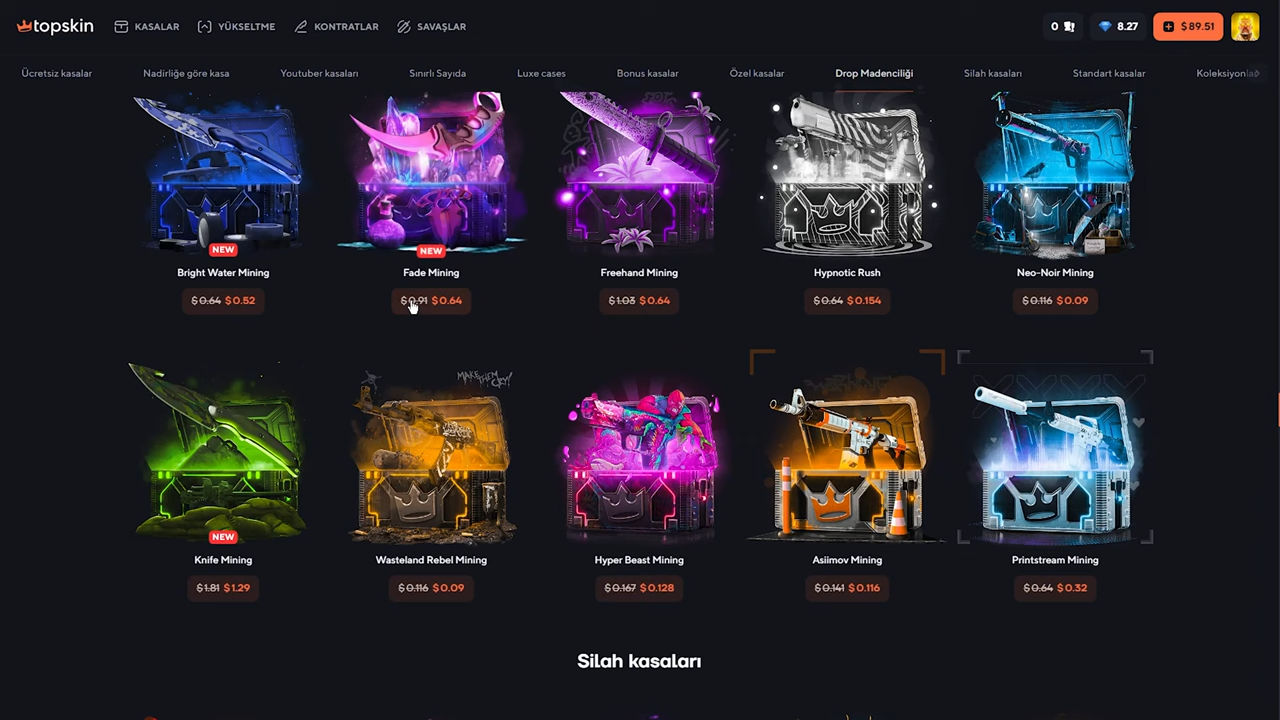 topskin KASALAR YÜKSELTME KONTRATLAR SAVAŞLAR 0 8.27 $ 89.51
Ücretsiz kasalar Nadirliğe göre kasa Youtuber kasaları Sınırlı Sayıda Luxe cases Bonus kasalar Özel kasalar Drop Madenciliği Silah kasaları Standart kasalar
NEW NEW
Bright Water Mining Fade Mining Freehand Mining Hypnotic Rush Neo-Noir Mining
$ 0.64 $ 0.52 $ 0.91 $ 0.64 $ 1.03 $ 0.64 $ 0.64 $ 0.154 $ 0.116 $ 0.09
MAKE THEM CRY!
NEW
Knife Mining Wasteland Rebel Mining Hyper Beast Mining Asiimov Mining Printstream Mining
$ 1.81 $ 1.29 $ 0.116 $ 0.09 $ 0.167 $ 0.128 $ 0.141 $ 0.116 $ 0.64 $ 0.32
Silah kasaları